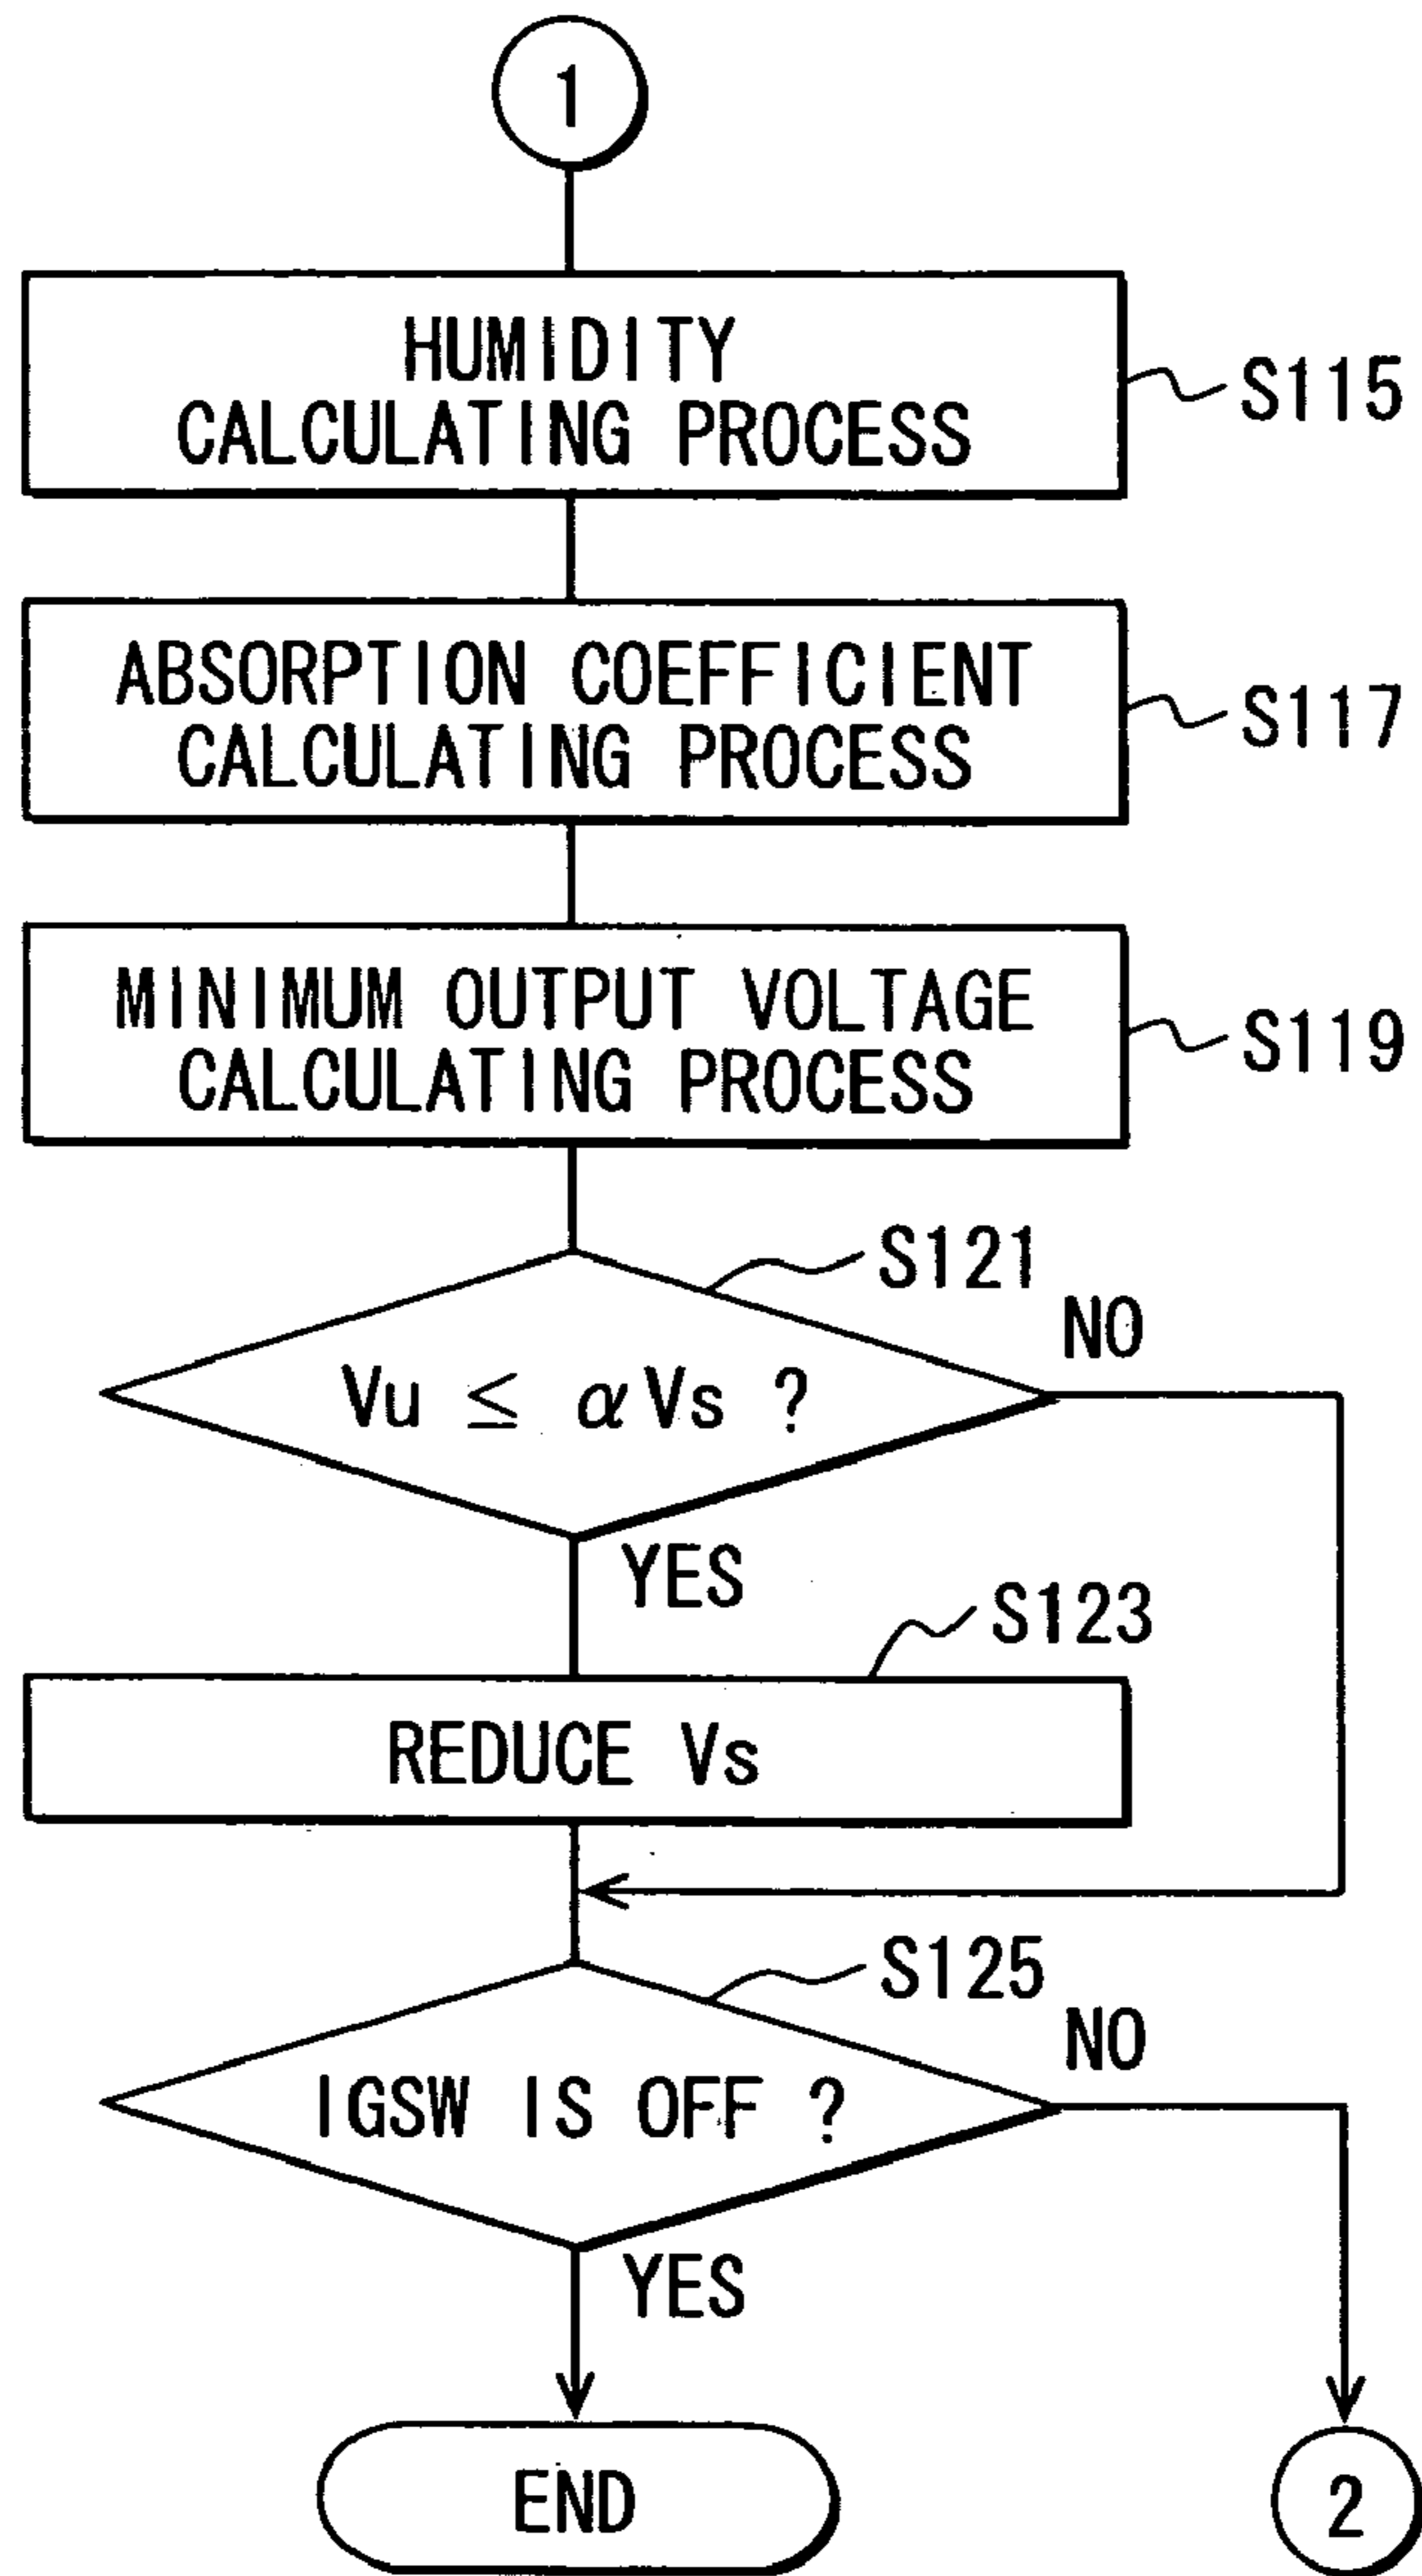 1
HUMIDITY
CALCULATING PROCESS
S115
ABSORPTION COEFFICIENT
CALCULATING PROCESS
S117
MINIMUM OUTPUT VOLTAGE
CALCULATING PROCESS
S119
S121
NO
Vu ≤ αVs ?
YES
S123
REDUCE Vs
S125
NO
IGSW IS OFF ?
YES
END
2